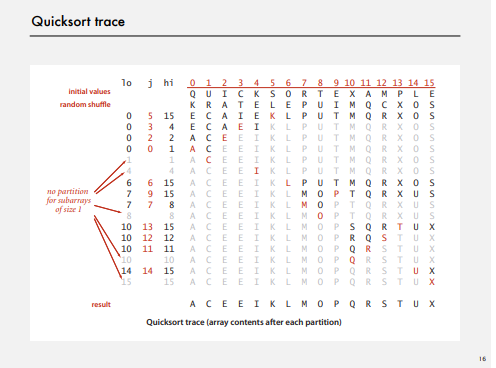 Quicksort trace
lo j hi 0 1 2 3 4 5 6 7 8 9 10 11 12 13 14 15
initial values Q U I C K S O R T E X A M P L E
random shuffle K R A T E L E P U I M Q C X O S
0 5 15 E C A I E K L P U T M Q R X O S
0 3 4 E C A E I K L P U T M Q R X O S
0 2 2 A C E E I K L P U T M Q R X O S
0 0 1 A C E E I K L P U T M Q R X O S
1 1 A C E E I K L P U T M Q R X O S
4 4 A C E E I K L P U T M Q R X O S
6 6 15 A C E E I K L P U T M Q R X O S
no partition for subarrays of size 1
7 9 15 A C E E I K L M O P T Q R X U S
7 7 8 A C E E I K L M O P T Q R X U S
8 8 A C E E I K L M O P T Q R X U S
10 13 15 A C E E I K L M O P S Q R T U X
10 12 12 A C E E I K L M O P R Q S T U X
10 11 11 A C E E I K L M O P Q R S T U X
10 10 A C E E I K L M O P Q R S T U X
14 14 15 A C E E I K L M O P Q R S T U X
15 15 A C E E I K L M O P Q R S T U X
result A C E E I K L M O P Q R S T U X
Quicksort trace (array contents after each partition)
16